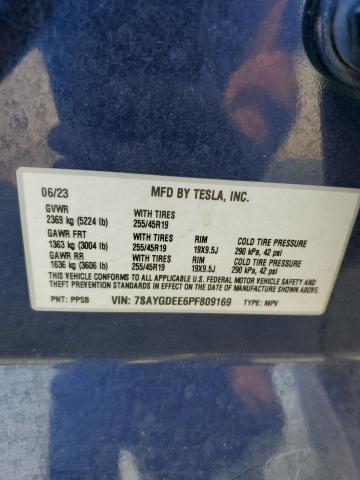 06/23 MFD BY TESLA, INC.
GVWR
2369 kg (5224 lb) WITH TIRES 255/45R19
GAWR FRT
1363 kg (3004 lb) WITH TIRES 255/45R19 RIM 19X9.5J COLD TIRE PRESSURE 290 kPa, 42 psi
GAWR RR
1636 kg (3606 lb) WITH TIRES 255/45R19 RIM 19X9.5J COLD TIRE PRESSURE 290 kPa, 42 psi
THIS VEHICLE CONFORMS TO ALL APPLICABLE U.S. FEDERAL MOTOR VEHICLE SAFETY AND
THEFT PREVENTION STANDARDS IN EFFECT ON THE DATE OF MANUFACTURE SHOWN ABOVE.
PNT: PPSB VIN: 7SAYGDEE6PF809169 TYPE: MPV